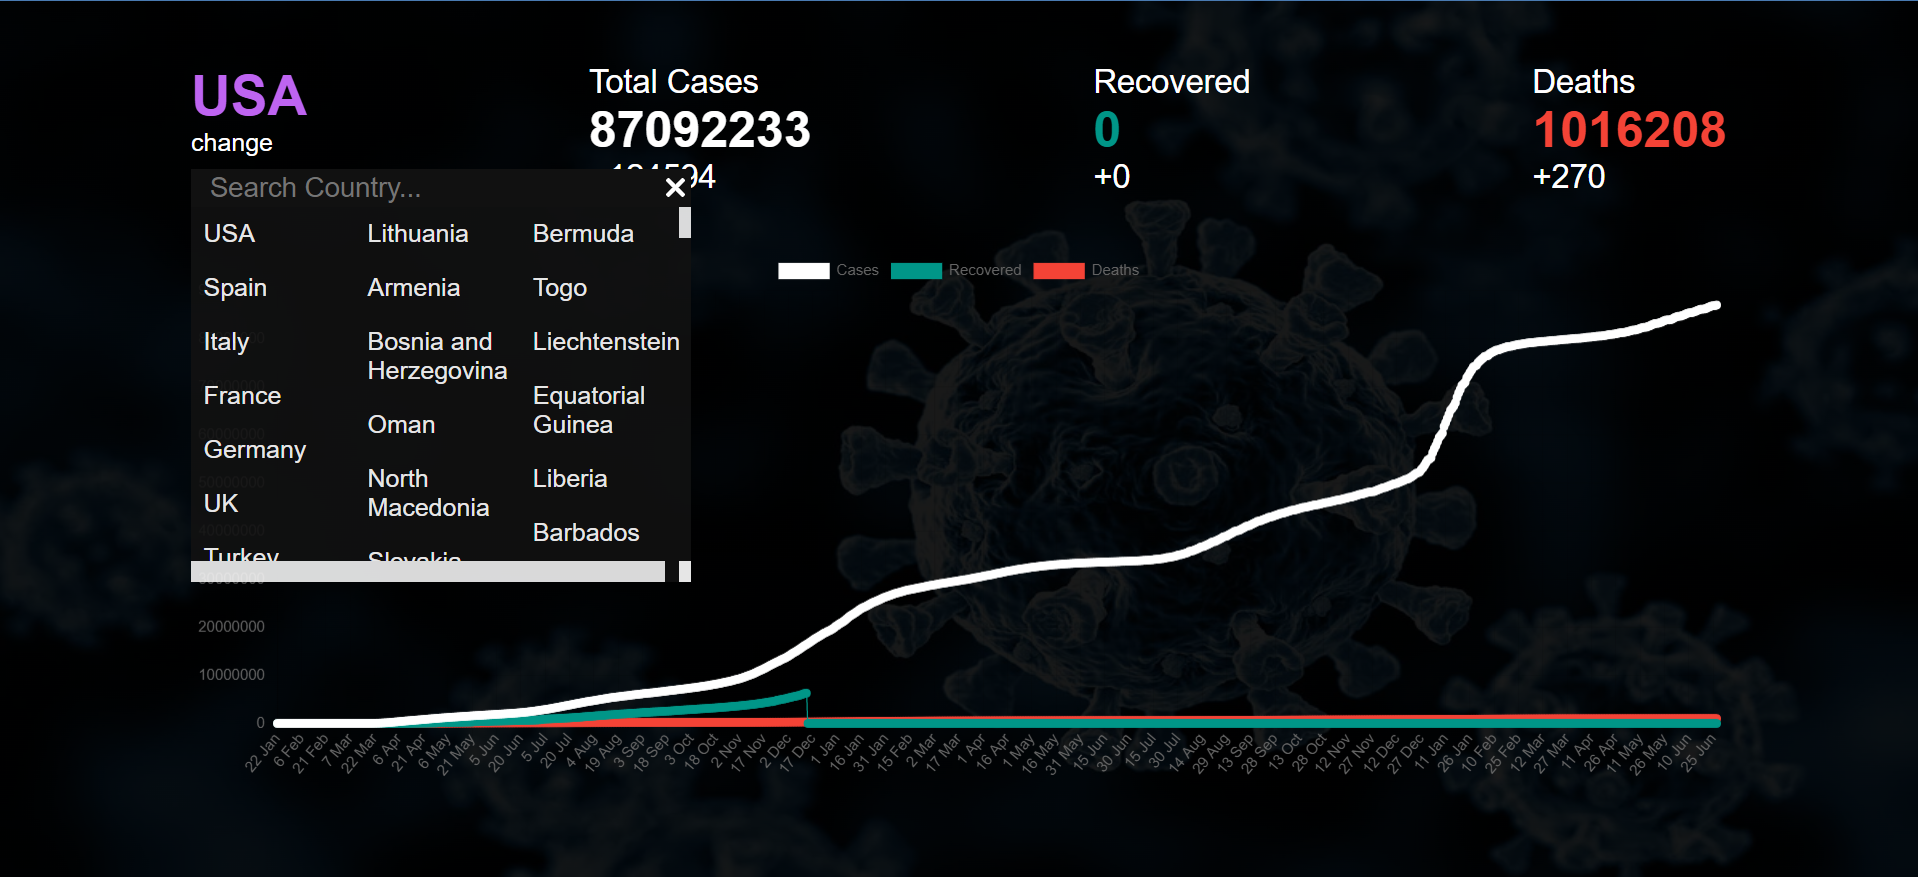 USA
change
Total Cases
87092233
Recovered
0
+0
Deaths
1016208
+270
Search Country...
USA
Spain
Italy
France
Germany
UK
Turkey
Lithuania
Armenia
Bosnia and
Herzegovina
Oman
North
Macedonia
Slovakia
Bermuda
Togo
Liechtenstein
Equatorial
Guinea
Liberia
Barbados
Cases
Recovered
Deaths
60000000
50000000
40000000
30000000
20000000
10000000
0
22 Jan
6 Feb
21 Feb
7 Mar
22 Mar
6 Apr
21 Apr
6 May
21 May
5 Jun
20 Jun
5 Jul
20 Jul
4 Aug
19 Aug
3 Sep
18 Sep
3 Oct
18 Oct
2 Nov
17 Nov
2 Dec
17 Dec
1 Jan
16 Jan
31 Jan
15 Feb
2 Mar
17 Mar
1 Apr
16 Apr
1 May
16 May
31 May
15 Jun
30 Jun
15 Jul
30 Jul
14 Aug
29 Aug
13 Sep
28 Sep
13 Oct
28 Oct
12 Nov
27 Nov
12 Dec
27 Dec
11 Jan
26 Jan
10 Feb
25 Feb
12 Mar
27 Mar
11 Apr
26 Apr
11 May
26 May
10 Jun
25 Jun